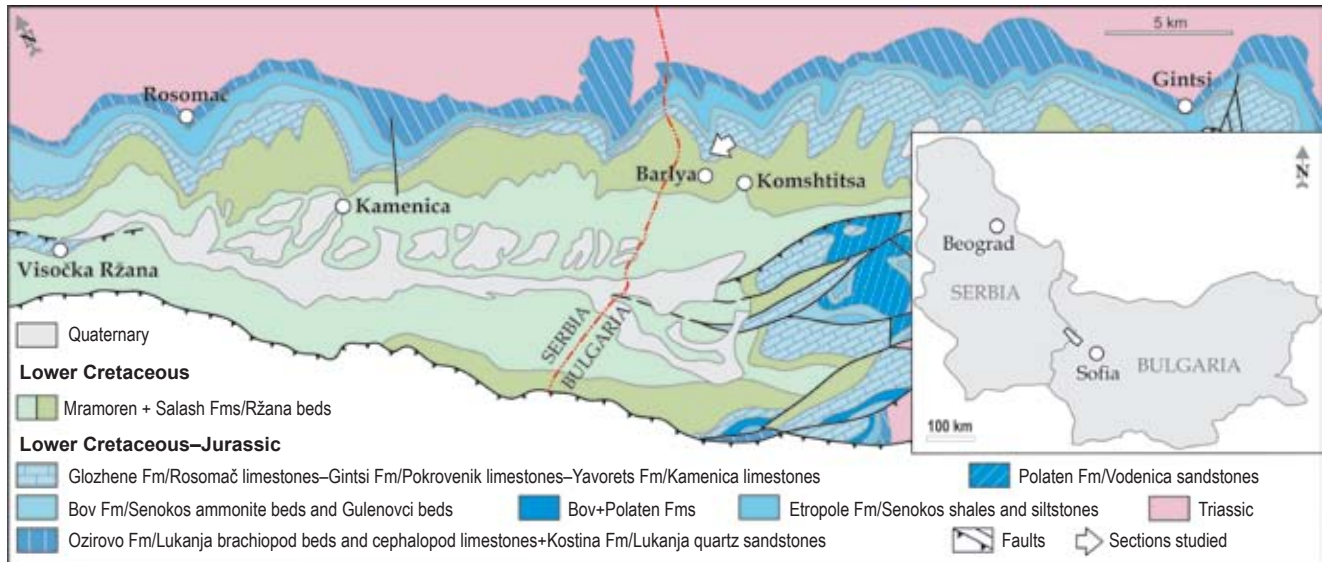 N
5 km
Rosomač
Gintsi
Barlya
Komshtitsa
Kamenica
Visočka Ržana
SERBIA
BULGARIA
N
Beograd
SERBIA
BULGARIA
Sofia
100 km
Quaternary
Lower Cretaceous
Mramoren + Salash Fms/Ržana beds
Lower Cretaceous–Jurassic
Glozhene Fm/Rosomač limestones–Gintsi Fm/Pokrovenik limestones–Yavorets Fm/Kamenica limestones
Polaten Fm/Vodenica sandstones
Bov Fm/Senokos ammonite beds and Gulenovci beds
Bov+Polaten Fms
Etropole Fm/Senokos shales and siltstones
Triassic
Ozirovo Fm/Lukanja brachiopod beds and cephalopod limestones+Kostina Fm/Lukanja quartz sandstones
Faults
Sections studied